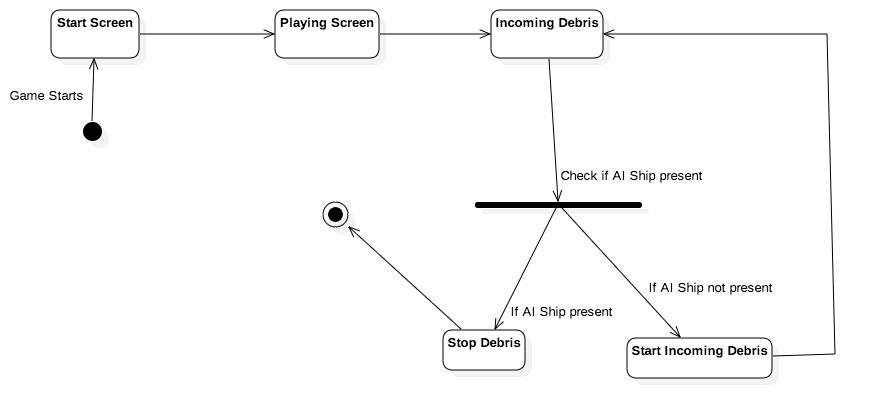 Start Screen
Playing Screen
Incoming Debris
Game Starts
Check if AI Ship present
If AI Ship not present
If AI Ship present
Stop Debris
Start Incoming Debris